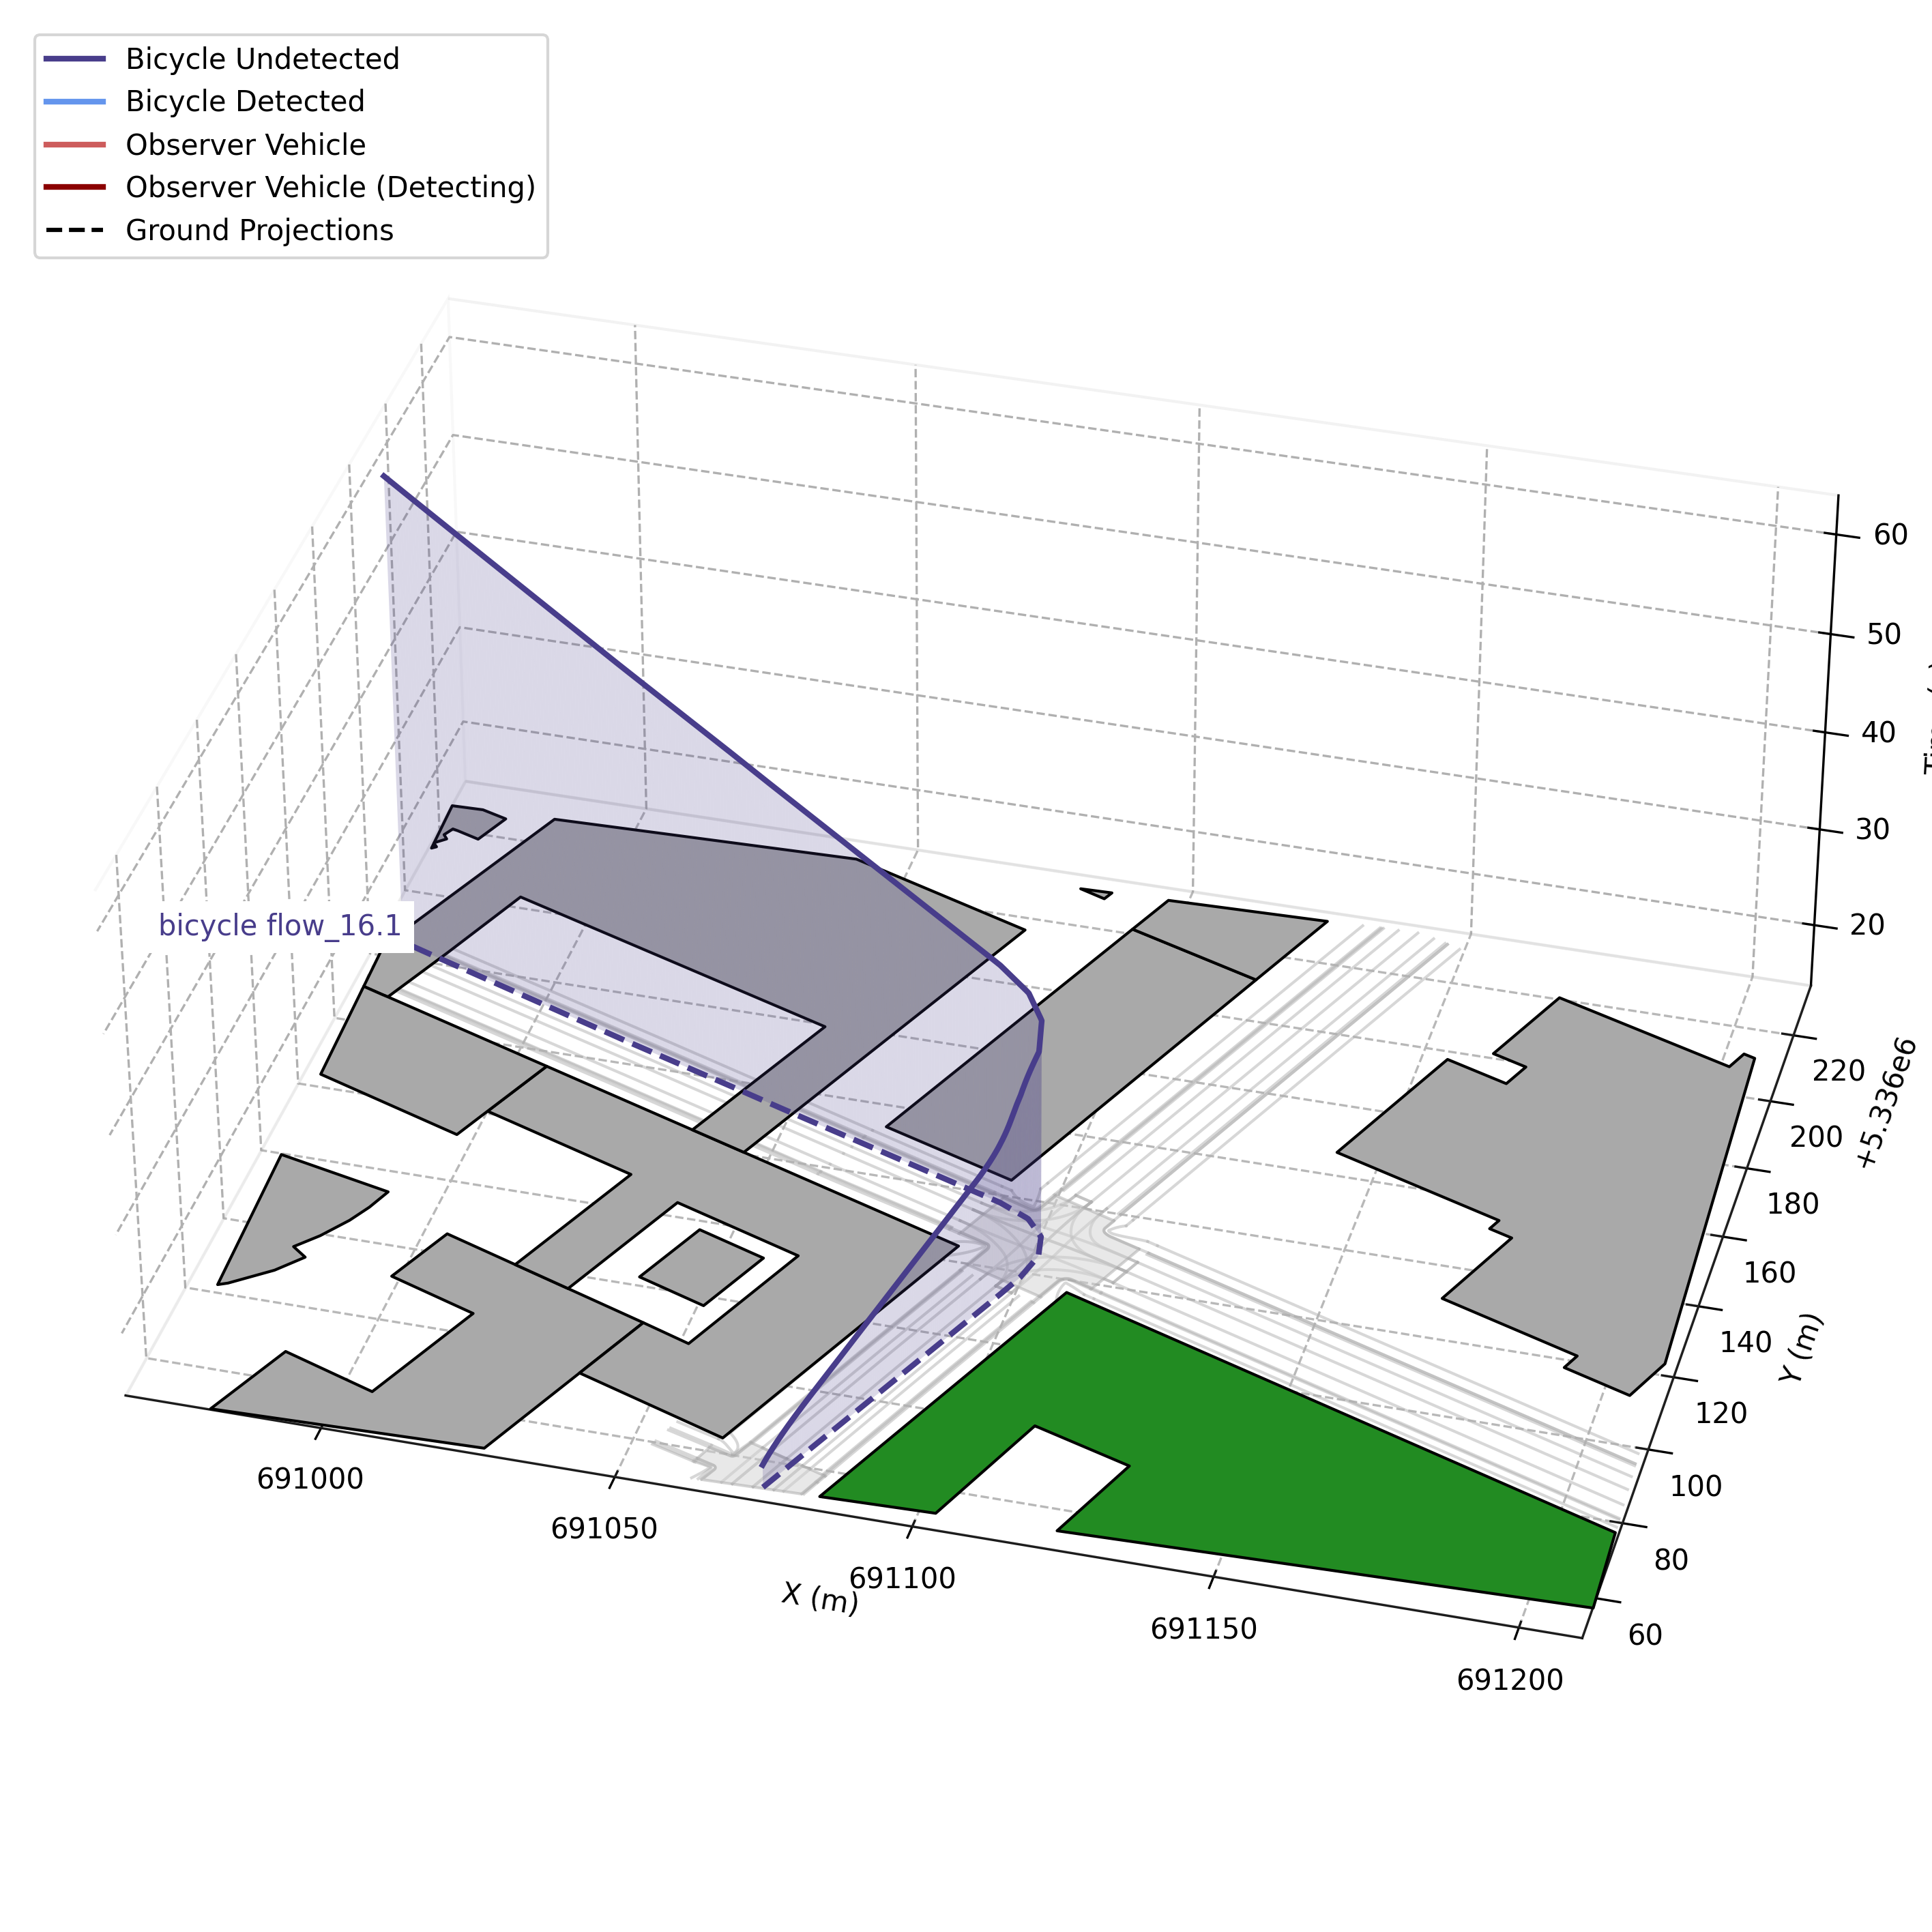 Bicycle Undetected
Bicycle Detected
Observer Vehicle
Observer Vehicle (Detecting)
Ground Projections
60
50
40
30
20
bicycle flow_16.1
220
200
180
160
140
120
100
80
60
+5.336e6
Y (m)
691000
691050
691100
691150
691200
X (m)